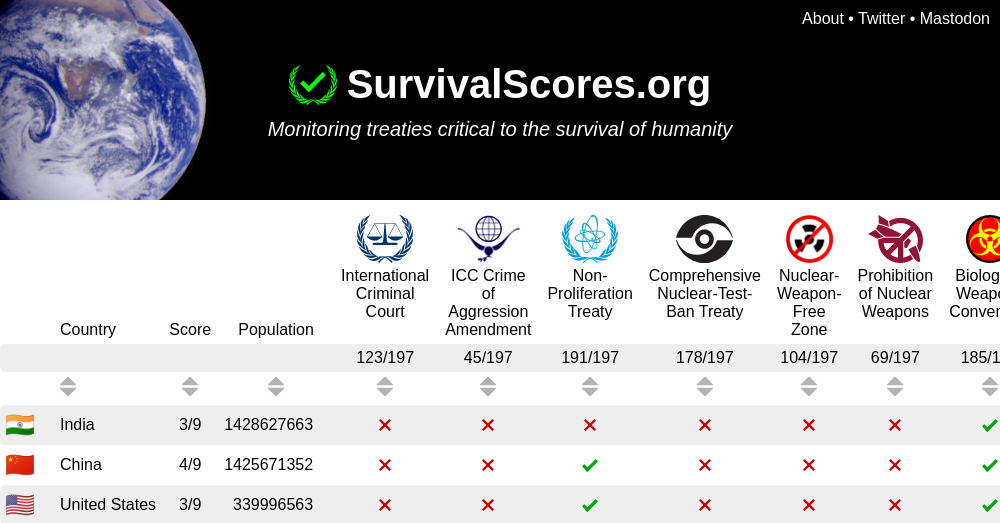 About • Twitter • Mastodon
SurvivalScores.org
Monitoring treaties critical to the survival of humanity
Country Score Population International Criminal Court ICC Crime of Aggression Amendment Non-Proliferation Treaty Comprehensive Nuclear-Test-Ban Treaty Nuclear-Weapon-Free Zone Prohibition of Nuclear Weapons
123/197 45/197 191/197 178/197 104/197 69/197
India 3/9 1428627663
China 4/9 1425671352
United States 3/9 339996563